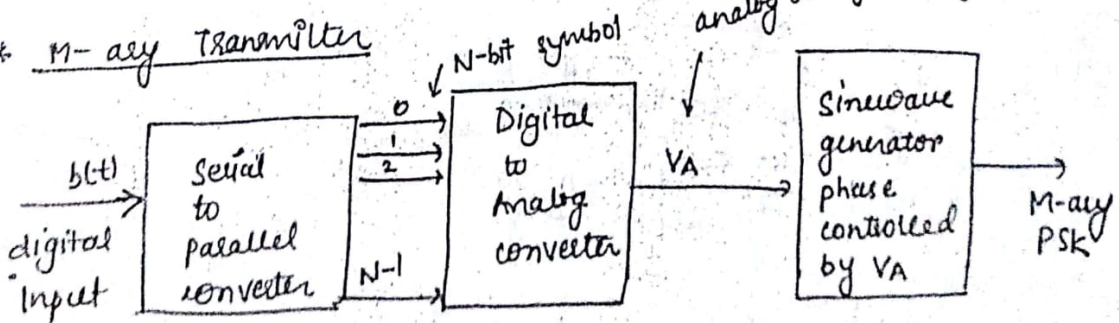 * M-ary Transmitter
N-bit symbol
analog
b(t)
digital
Input
Serial
to
parallel
converter
0
1
2
N-1
Digital
to
Analog
converter
VA
Sinewave
generator
phase
controlled
by VA
M-ary
PSK